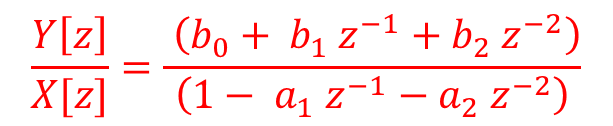 Y[z]/X[z] = (b₀ + b₁ z⁻¹ + b₂ z⁻²)/(1 − a₁ z⁻¹ − a₂ z⁻²)